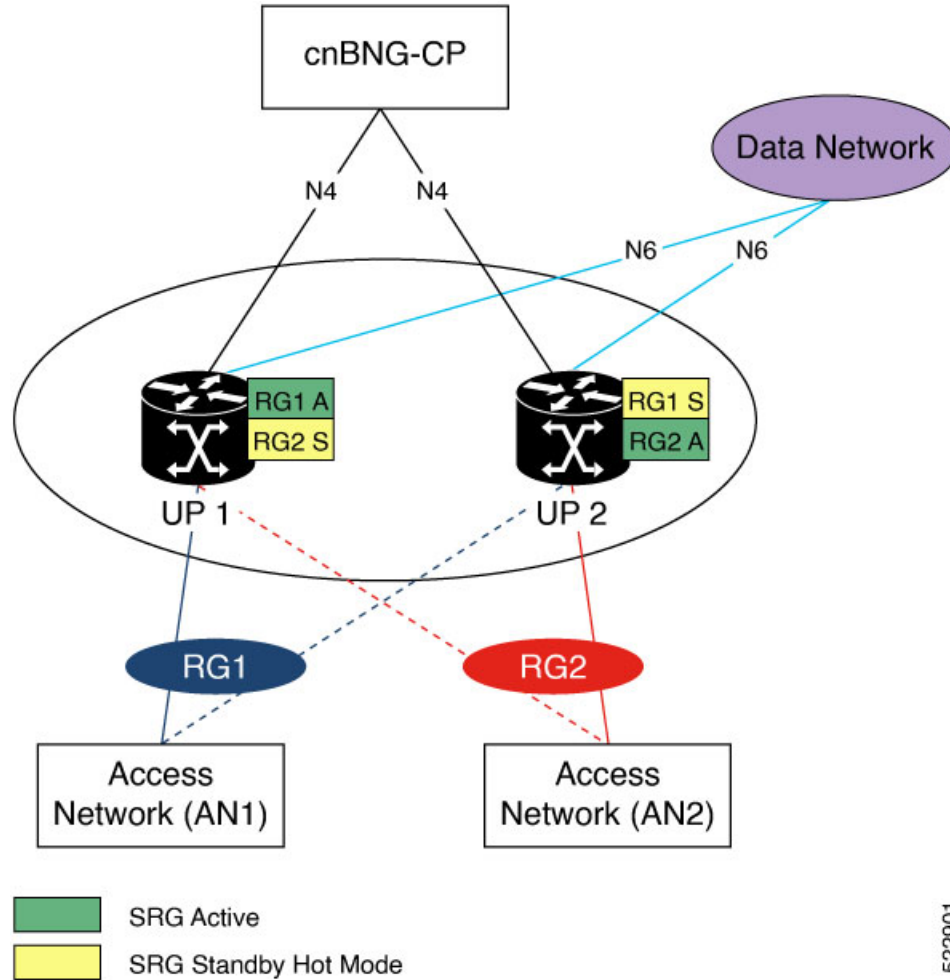 cnBNG-CP
Data Network
N4
N4
N6
N6
RG1 A
RG2 S
RG1 S
RG2 A
UP 1
UP 2
RG1
RG2
Access
Network (AN1)
Access
Network (AN2)
SRG Active
SRG Standby Hot Mode